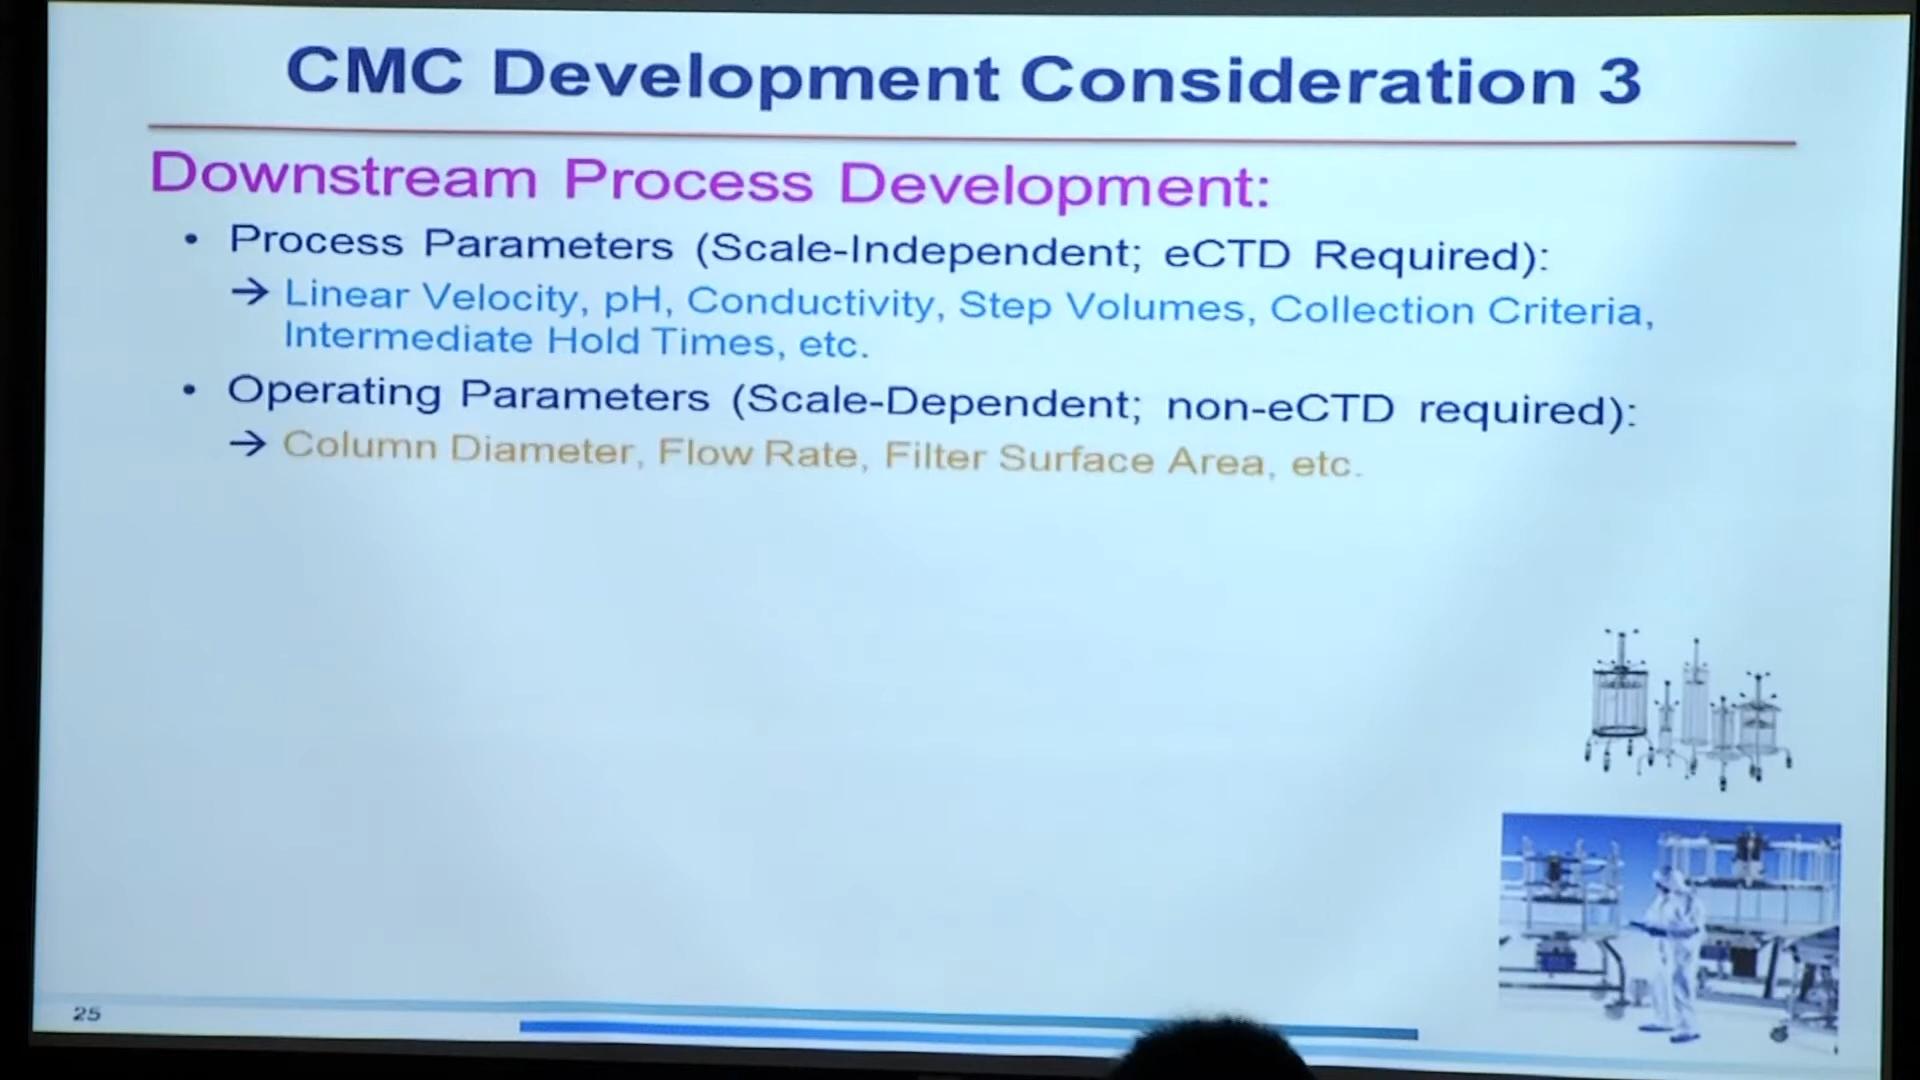 CMC Development Consideration 3
Downstream Process Development:
• Process Parameters (Scale-Independent; eCTD Required):
→ Linear Velocity, pH, Conductivity, Step Volumes, Collection Criteria,
Intermediate Hold Times, etc.
• Operating Parameters (Scale-Dependent; non-eCTD required):
→ Column Diameter, Flow Rate, Filter Surface Area, etc.
25